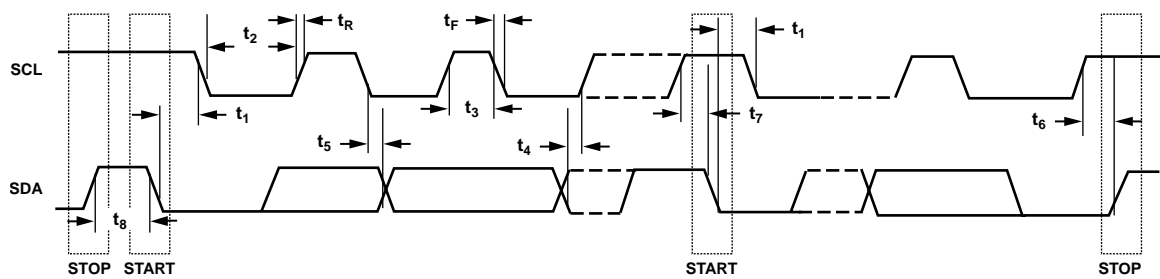 t2 tR tF t1
SCL
t1 t3 t7 t6
t5 t4
SDA
t8
STOP START START STOP